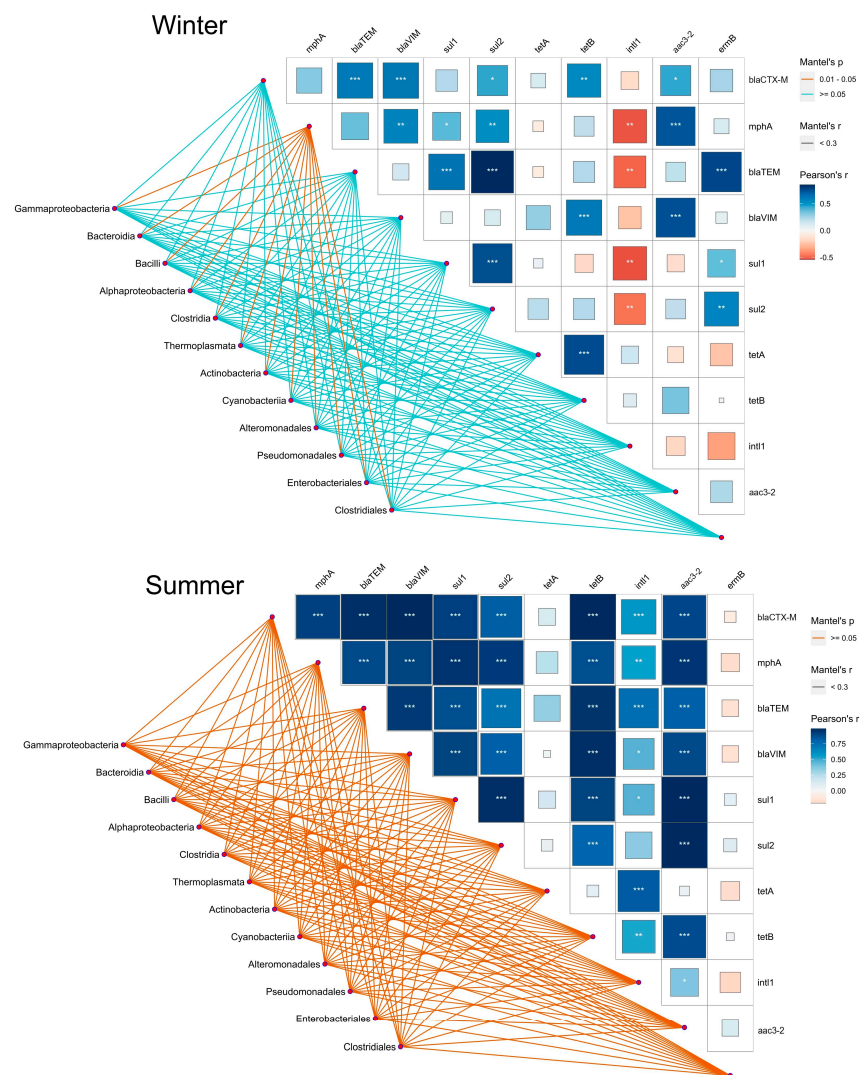 Winter
mphA
blaTEM
blaVIM
sul1
sul2
tetA
tetB
intI1
aac3-2
ermB
*** *** * ** * blaCTX-M
** * ** ** *** mphA
*** *** ** *** blaTEM
*** *** blaVIM
*** ** * sul1
** ** sul2
*** tetA
tetB
intI1
aac3-2
Gammaproteobacteria
Bacteroidia
Bacilli
Alphaproteobacteria
Clostridia
Thermoplasmata
Actinobacteria
Cyanobacteriia
Alteromonadales
Pseudomonadales
Enterobacteriales
Clostridiales
Mantel's p
0.01 - 0.05
>= 0.05
Mantel's r
< 0.3
Pearson's r
0.5
0.0
-0.5
Summer
mphA
blaTEM
blaVIM
sul1
sul2
tetA
tetB
intI1
aac3-2
ermB
*** *** *** *** *** *** *** *** blaCTX-M
*** *** *** *** *** ** *** mphA
*** *** *** *** *** *** blaTEM
*** *** *** * *** blaVIM
*** *** * *** sul1
*** *** sul2
*** tetA
** *** tetB
* intI1
aac3-2
Gammaproteobacteria
Bacteroidia
Bacilli
Alphaproteobacteria
Clostridia
Thermoplasmata
Actinobacteria
Cyanobacteriia
Alteromonadales
Pseudomonadales
Enterobacteriales
Clostridiales
Mantel's p
>= 0.05
Mantel's r
< 0.3
Pearson's r
0.75
0.50
0.25
0.00